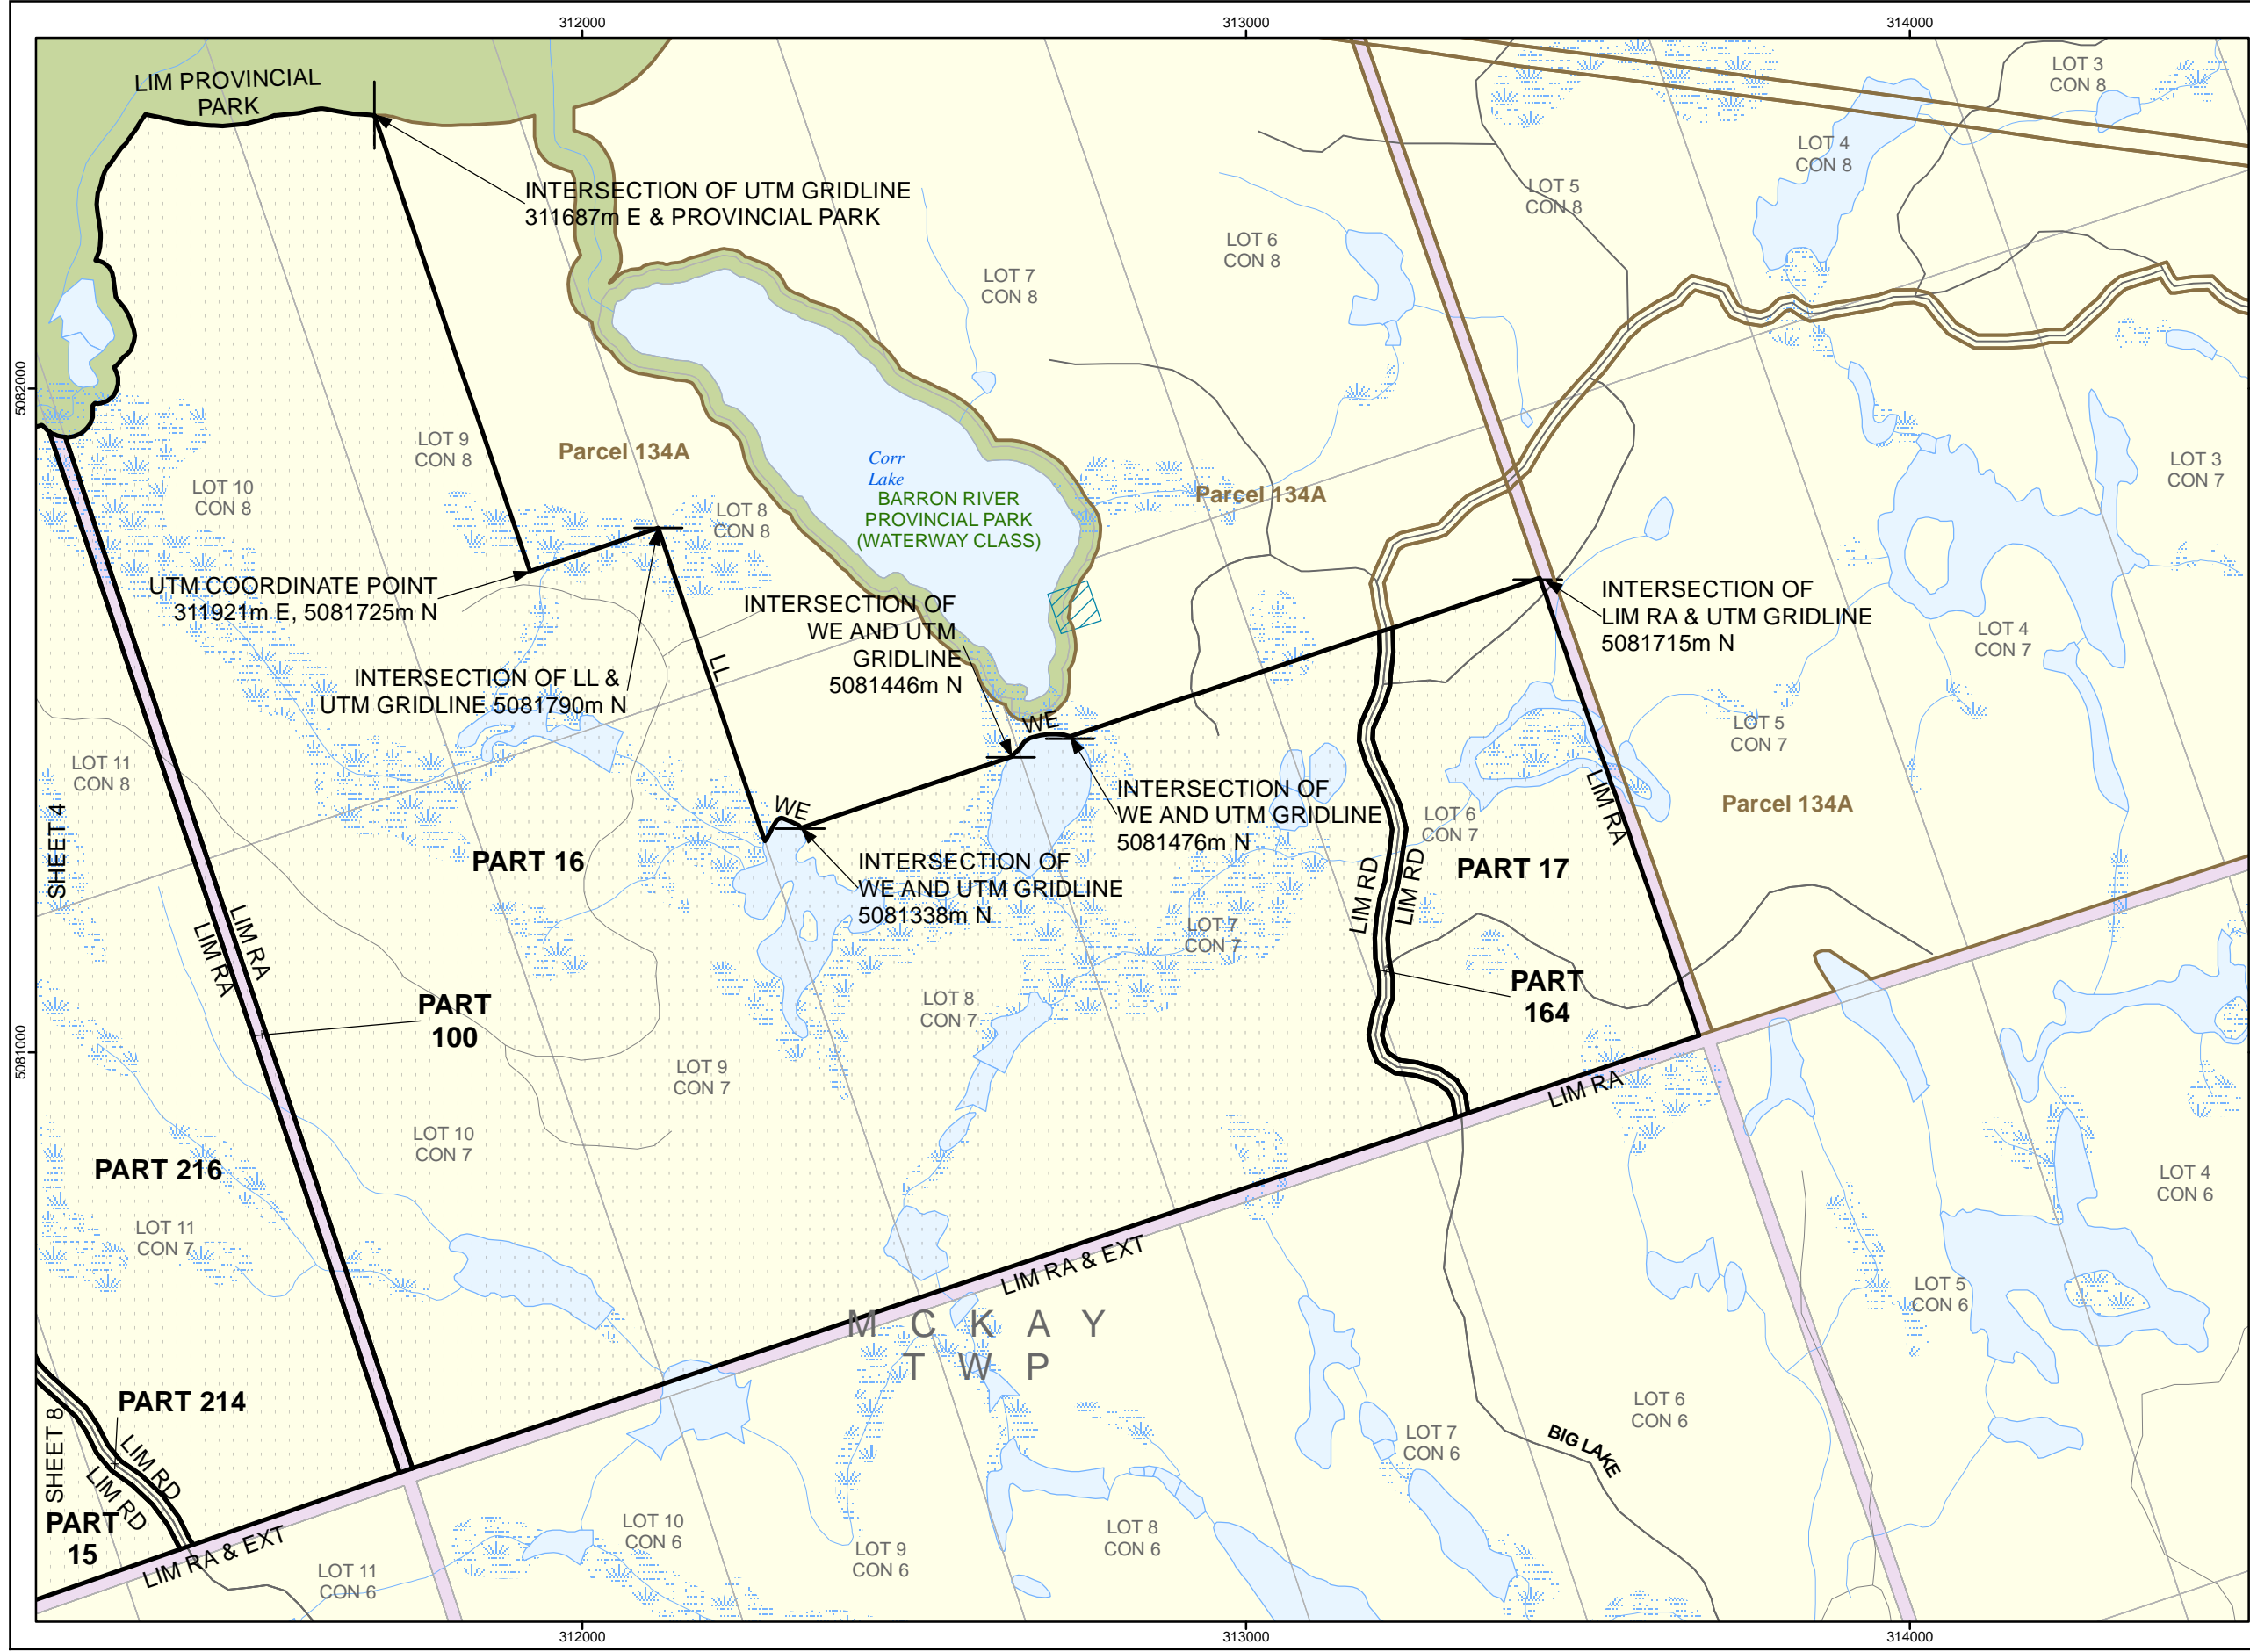 312000
313000
314000
LIM PROVINCIAL
PARK
LOT 3
CON 8
LOT 4
CON 8
INTERSECTION OF UTM GRIDLINE
311687m E & PROVINCIAL PARK
LOT 5
CON 8
LOT 6
CON 8
LOT 7
CON 8
5082000
LOT 9
CON 8
Parcel 134A
Corr
Lake
BARRON RIVER
PROVINCIAL PARK
(WATERWAY CLASS)
Parcel 134A
LOT 3
CON 7
LOT 10
CON 8
LOT 8
CON 8
UTM COORDINATE POINT
311921m E, 5081725m N
INTERSECTION OF
WE AND UTM
GRIDLINE
5081446m N
INTERSECTION OF
LIM RA & UTM GRIDLINE
5081715m N
LOT 4
CON 7
INTERSECTION OF LL &
UTM GRIDLINE 5081790m N
LL
WE
LOT 5
CON 7
LOT 11
CON 8
SHEET 4
WE
INTERSECTION OF
WE AND UTM GRIDLINE
5081476m N
LOT 6
CON 7
LIM RA
Parcel 134A
PART 16
INTERSECTION OF
WE AND UTM GRIDLINE
5081338m N
PART 17
LIM RD
LIM RD
LIM RA
LIM RA
LOT 7
CON 7
PART
100
LOT 8
CON 7
PART
164
5081000
LOT 9
CON 7
LIM RA
LOT 10
CON 7
PART 216
LOT 11
CON 7
LOT 4
CON 6
LIM RA & EXT
LOT 5
CON 6
MCKAY
TWP
PART 214
SHEET 8
LIM RD
LIM RD
LOT 6
CON 6
LOT 7
CON 6
BIG LAKE
PART
15
LIM RA & EXT
LOT 10
CON 6
LOT 8
CON 6
LOT 9
CON 6
LOT 11
CON 6
312000
313000
314000